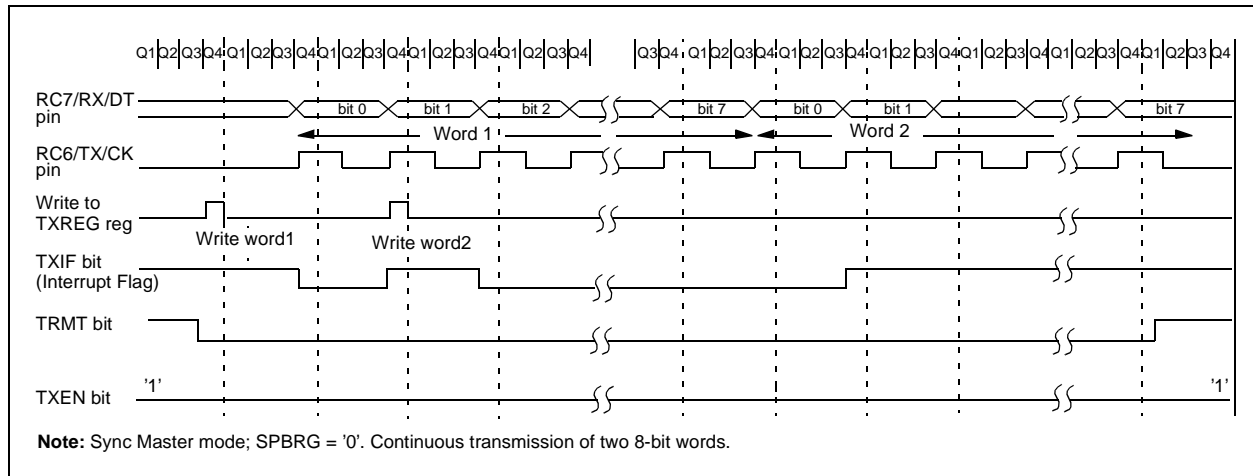 Q1 Q2 Q3 Q4 Q1 Q2 Q3 Q4 Q1 Q2 Q3 Q4 Q1 Q2 Q3 Q4 Q1 Q2 Q3 Q4 Q3 Q4 Q1 Q2 Q3 Q4 Q1 Q2 Q3 Q4 Q1 Q2 Q3 Q4 Q1 Q2 Q3 Q4 Q1 Q2 Q3 Q4 Q1 Q2 Q3 Q4
RC7/RX/DT
pin
bit 0 bit 1 bit 2 bit 7 bit 0 bit 1 bit 7
Word 1 Word 2
RC6/TX/CK
pin
Write to
TXREG reg
Write word1 Write word2
TXIF bit
(Interrupt Flag)
TRMT bit
TXEN bit
'1' '1'
Note: Sync Master mode; SPBRG = '0'. Continuous transmission of two 8-bit words.